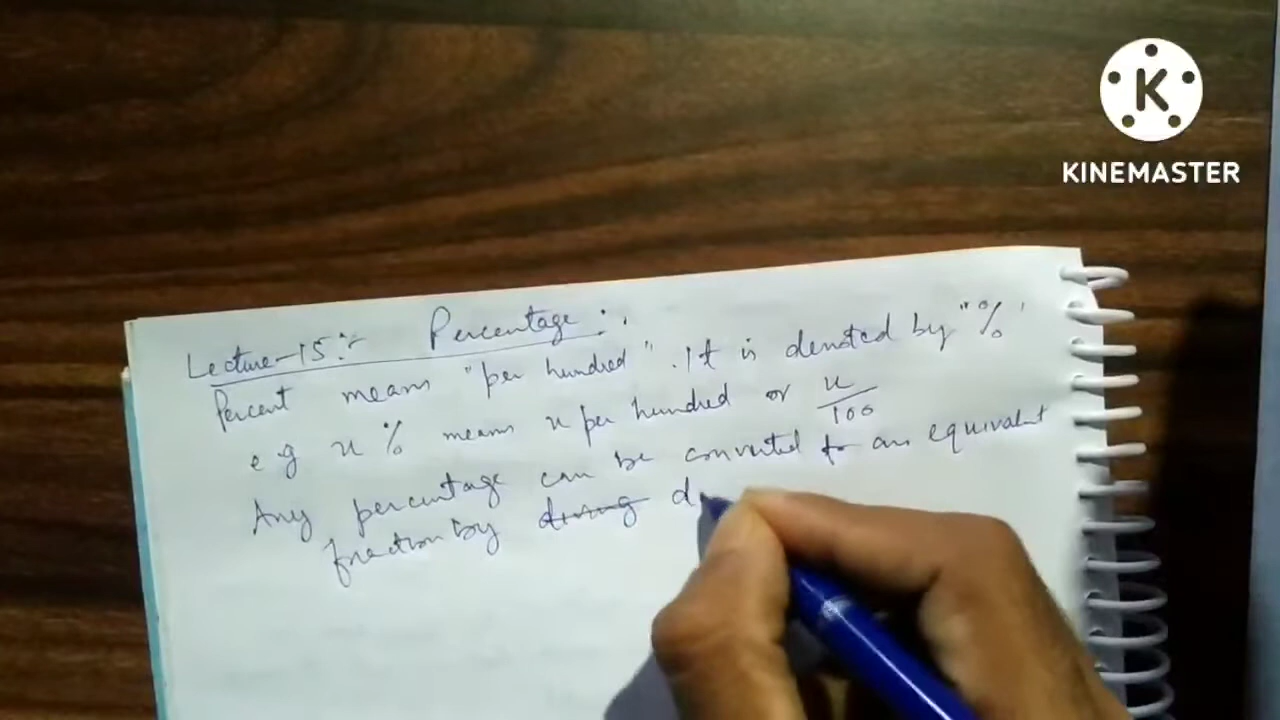 KINEMASTER
Lecture-15:- Percentage :.
Percent means "per hundred". It is denoted by "%"
e g x % means x per hundred or x/100
Any percentage can be converted to an equivalent
fraction by d